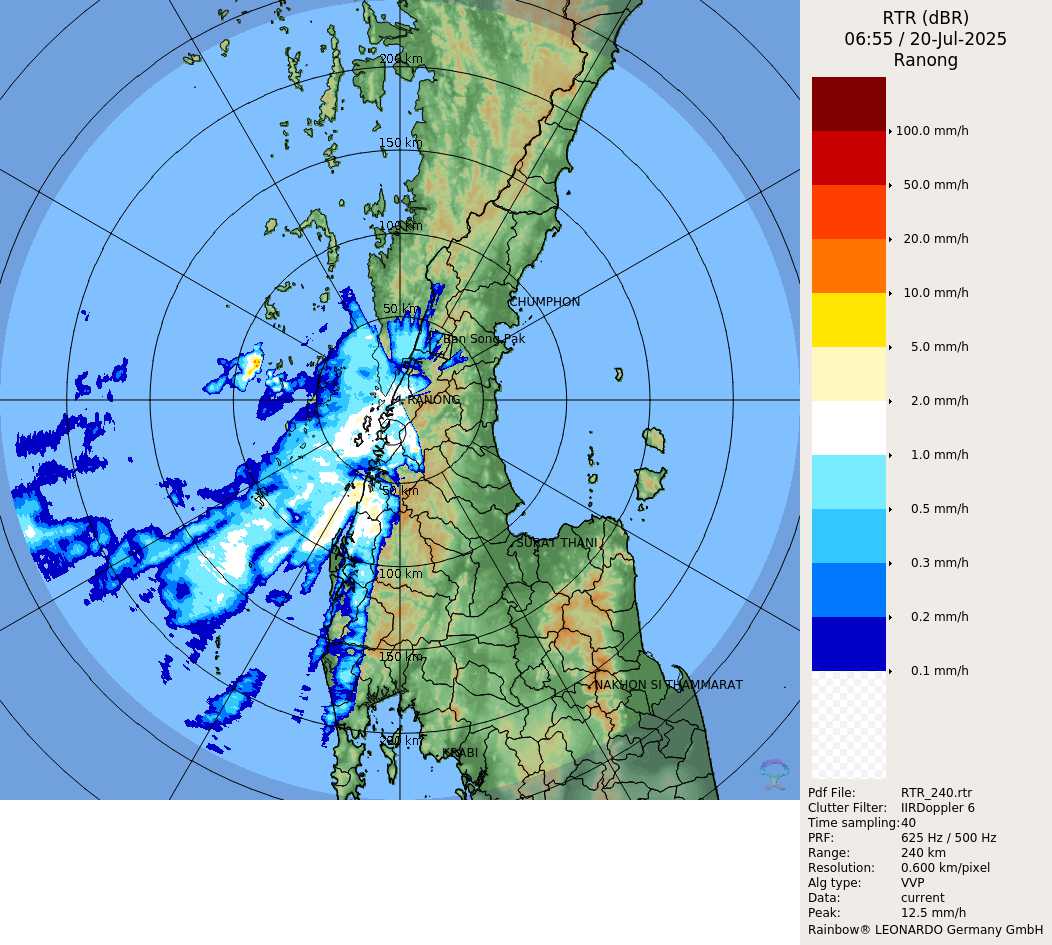 RTR (dBR)
06:55 / 20-Jul-2025
Ranong
200 km
150 km
100 km
50 km
CHUMPHON
Ban Song Pak
RANONG
50 km
SURAT THANI
100 km
150 km
NAKHON SI THAMMARAT
200 km
KRABI
100.0 mm/h
50.0 mm/h
20.0 mm/h
10.0 mm/h
5.0 mm/h
2.0 mm/h
1.0 mm/h
0.5 mm/h
0.3 mm/h
0.2 mm/h
0.1 mm/h
Pdf File: RTR_240.rtr
Clutter Filter: IIRDoppler 6
Time sampling:40
PRF: 625 Hz / 500 Hz
Range: 240 km
Resolution: 0.600 km/pixel
Alg type: VVP
Data: current
Peak: 12.5 mm/h
Rainbow® LEONARDO Germany GmbH